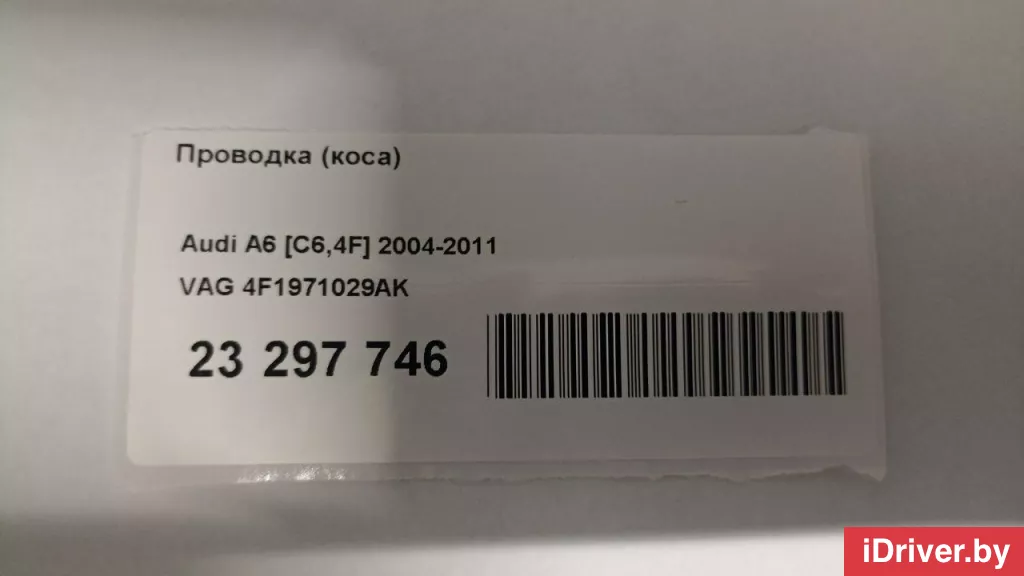 Проводка (коса)
Audi A6 [C6,4F] 2004-2011
VAG 4F1971029AK
23 297 746
iDriver.by